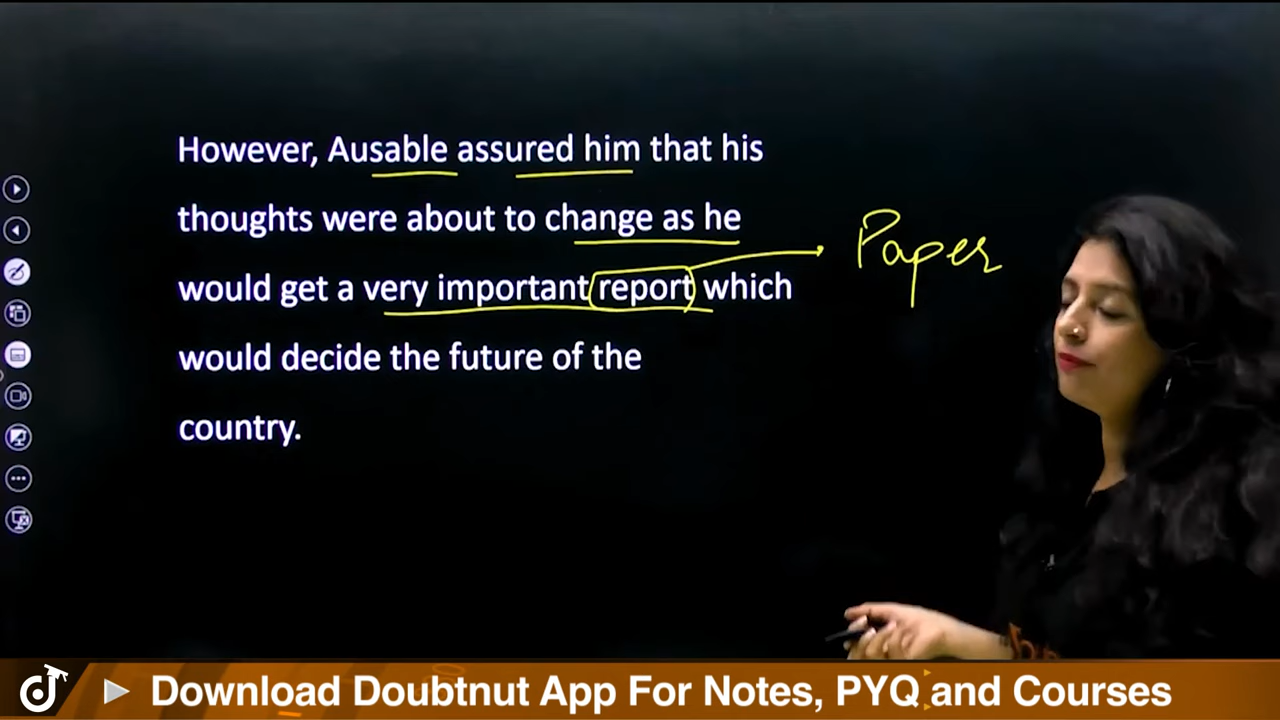 However, Ausable assured him that his
thoughts were about to change as he
would get a very important report which
Paper
would decide the future of the
country.
Download Doubtnut App For Notes, PYQ and Courses